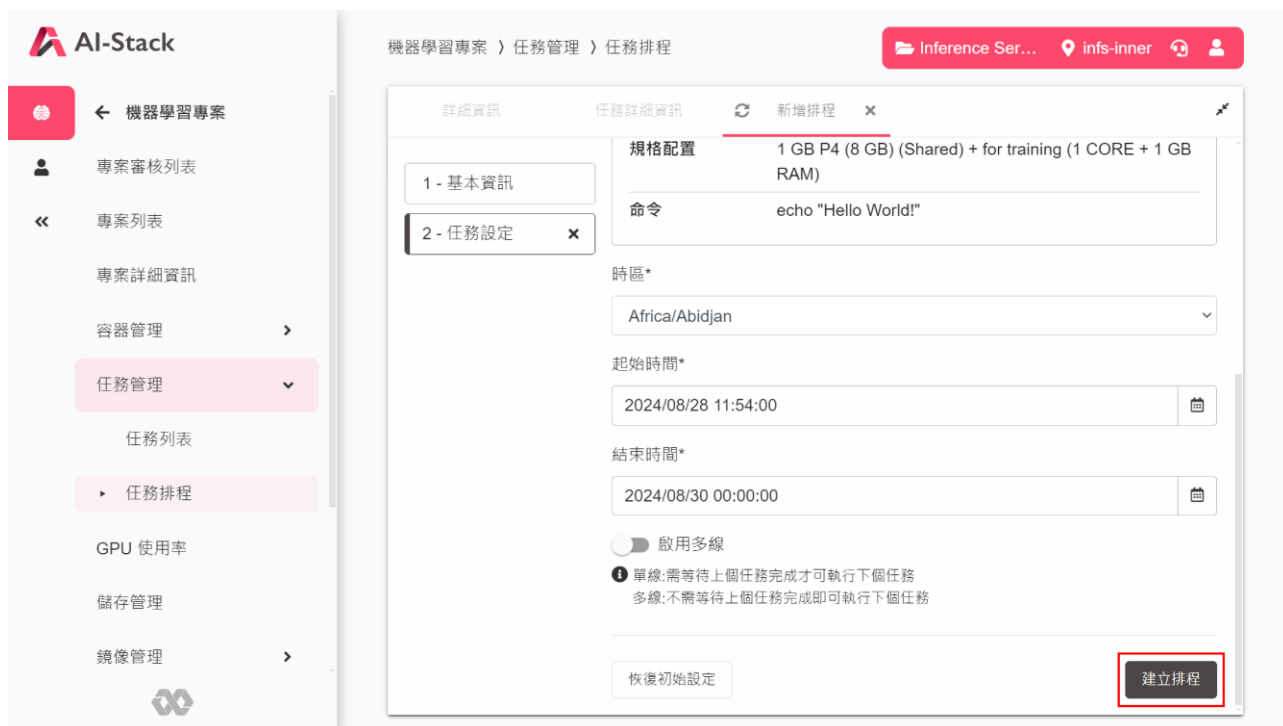 AI-Stack
機器學習專案 ❯ 任務管理 ❯ 任務排程
Inference Ser...
infs-inner
機器學習專案
專案審核列表
專案列表
專案詳細資訊
容器管理
任務管理
任務列表
任務排程
GPU 使用率
儲存管理
鏡像管理
詳細資訊
任務詳細資訊
新增排程
1 - 基本資訊
2 - 任務設定
規格配置
1 GB P4 (8 GB) (Shared) + for training (1 CORE + 1 GB
RAM)
命令
echo "Hello World!"
時區*
Africa/Abidjan
起始時間*
2024/08/28 11:54:00
結束時間*
2024/08/30 00:00:00
啟用多線
單線:需等待上個任務完成才可執行下個任務
多線:不需等待上個任務完成即可執行下個任務
恢復初始設定
建立排程